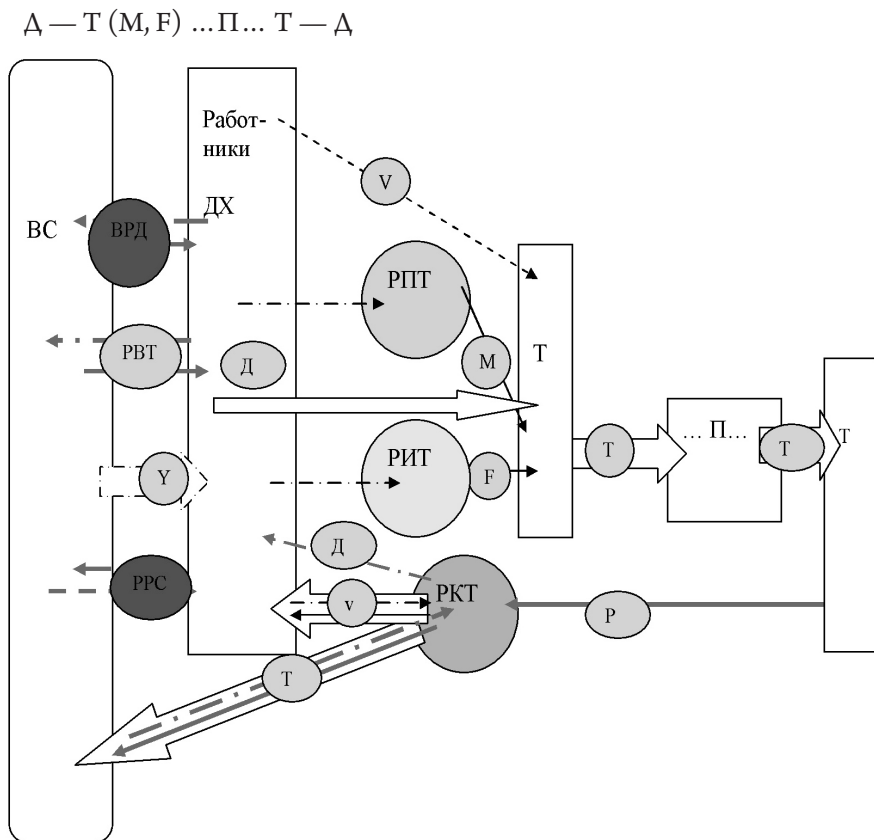 Д — Т (M, F) ...П... Т — Д
Работ-
ники
V
ДХ
ВС
ВРД
РПТ
Т
РВТ
Д
М
... П...
Т
Т
Т
РИТ
F
Y
Д
РРС
v
РКТ
Р
Т